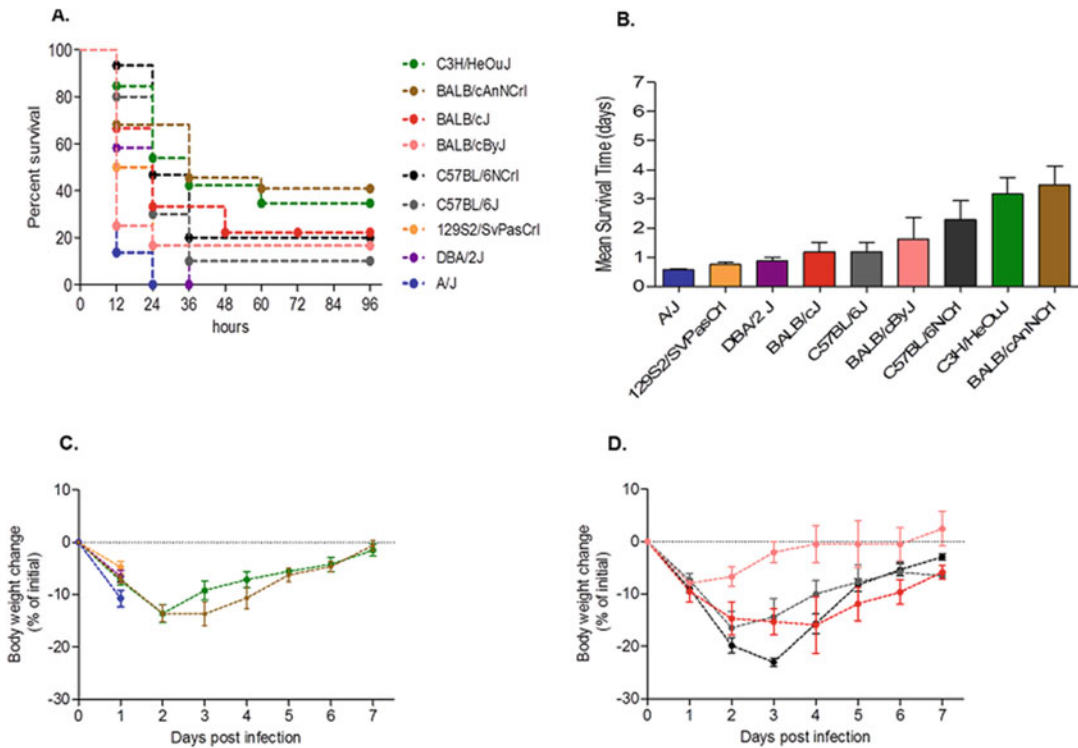 A.
100
80
60
40
20
0
Percent survival
0 12 24 36 48 60 72 84 96
hours
C3H/HeOuJ
BALB/cAnNCrl
BALB/cJ
BALB/cByJ
C57BL/6NCrl
C57BL/6J
129S2/SvPasCrl
DBA/2J
A/J
B.
7
6
5
4
3
2
1
0
Mean Survival Time (days)
A/J
129S2/SVPasCrl
DBA/2 J
BALB/cJ
C57BL/6J
BALB/cByJ
C57BL/6NCrl
C3H/HeOuJ
BALB/cAnNCrl
C.
10
0
-10
-20
-30
Body weight change
(% of initial)
0 1 2 3 4 5 6 7
Days post infection
D.
10
0
-10
-20
-30
Body weight change
(% of initial)
0 1 2 3 4 5 6 7
Days post infection